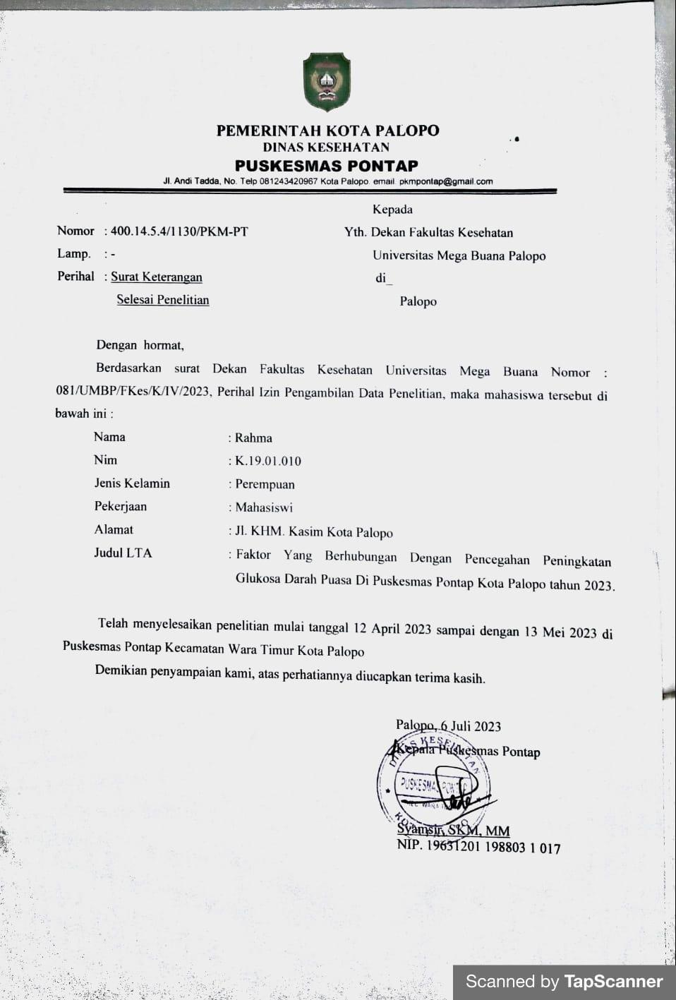 PEMERINTAH KOTA PALOPO
DINAS KESEHATAN
PUSKESMAS PONTAP
Jl. Andi Tadda, No. Telp 081243420967 Kota Palopo. email. pkmpontap@gmail.com
Kepada
Nomor : 400.14.5.4/1130/PKM-PT
Yth. Dekan Fakultas Kesehatan
Lamp. : -
Universitas Mega Buana Palopo
Perihal : Surat Keterangan
di_
Selesai Penelitian
Palopo
Dengan hormat,
Berdasarkan surat Dekan Fakultas Kesehatan Universitas Mega Buana Nomor :
081/UMBP/FKes/K/IV/2023, Perihal Izin Pengambilan Data Penelitian, maka mahasiswa tersebut di
bawah ini :
Nama : Rahma
Nim : K.19.01.010
Jenis Kelamin : Perempuan
Pekerjaan : Mahasiswi
Alamat : Jl. KHM. Kasim Kota Palopo
Judul LTA : Faktor Yang Berhubungan Dengan Pencegahan Peningkatan
Glukosa Darah Puasa Di Puskesmas Pontap Kota Palopo tahun 2023.
Telah menyelesaikan penelitian mulai tanggal 12 April 2023 sampai dengan 13 Mei 2023 di
Puskesmas Pontap Kecamatan Wara Timur Kota Palopo
Demikian penyampaian kami, atas perhatiannya diucapkan terima kasih.
Palopo, 6 Juli 2023
Kepala Puskesmas Pontap
DINAS KESEHATAN
PUSKESMAS PONTAP
Syamsir, SKM, MM
NIP. 19631201 198803 1 017
Scanned by TapScanner